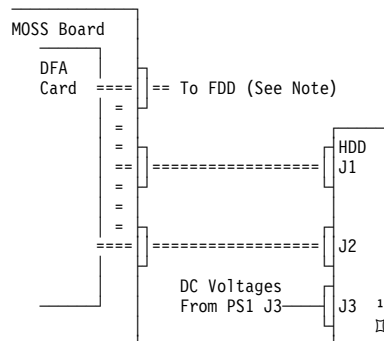 MOSS Board
DFA
Card ==== == To FDD (See Note)
HDD
J1
J2
DC Voltages
From PS1 J3 J3 1